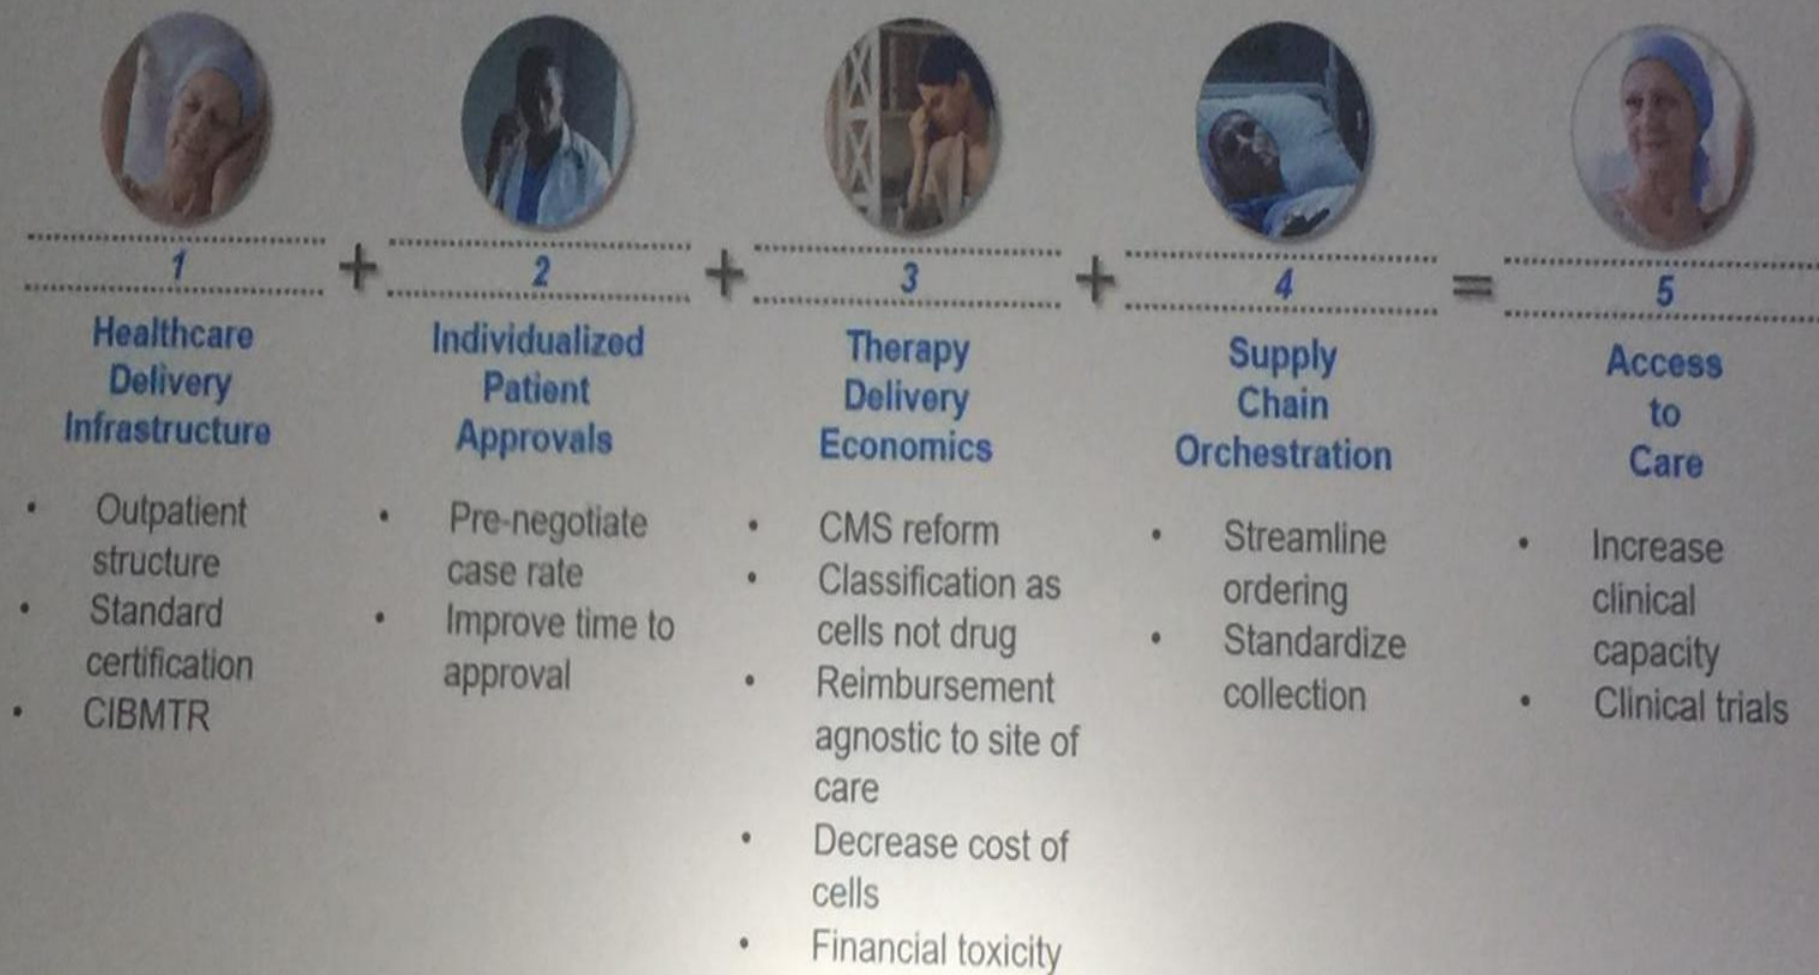 1
+
2
+
3
+
4
=
5
Healthcare
Delivery
Infrastructure
• Outpatient
structure
• Standard
certification
• CIBMTR
Individualized
Patient
Approvals
• Pre-negotiate
case rate
• Improve time to
approval
Therapy
Delivery
Economics
• CMS reform
• Classification as
cells not drug
• Reimbursement
agnostic to site of
care
• Decrease cost of
cells
• Financial toxicity
Supply
Chain
Orchestration
• Streamline
ordering
• Standardize
collection
Access
to
Care
• Increase
clinical
capacity
• Clinical trials